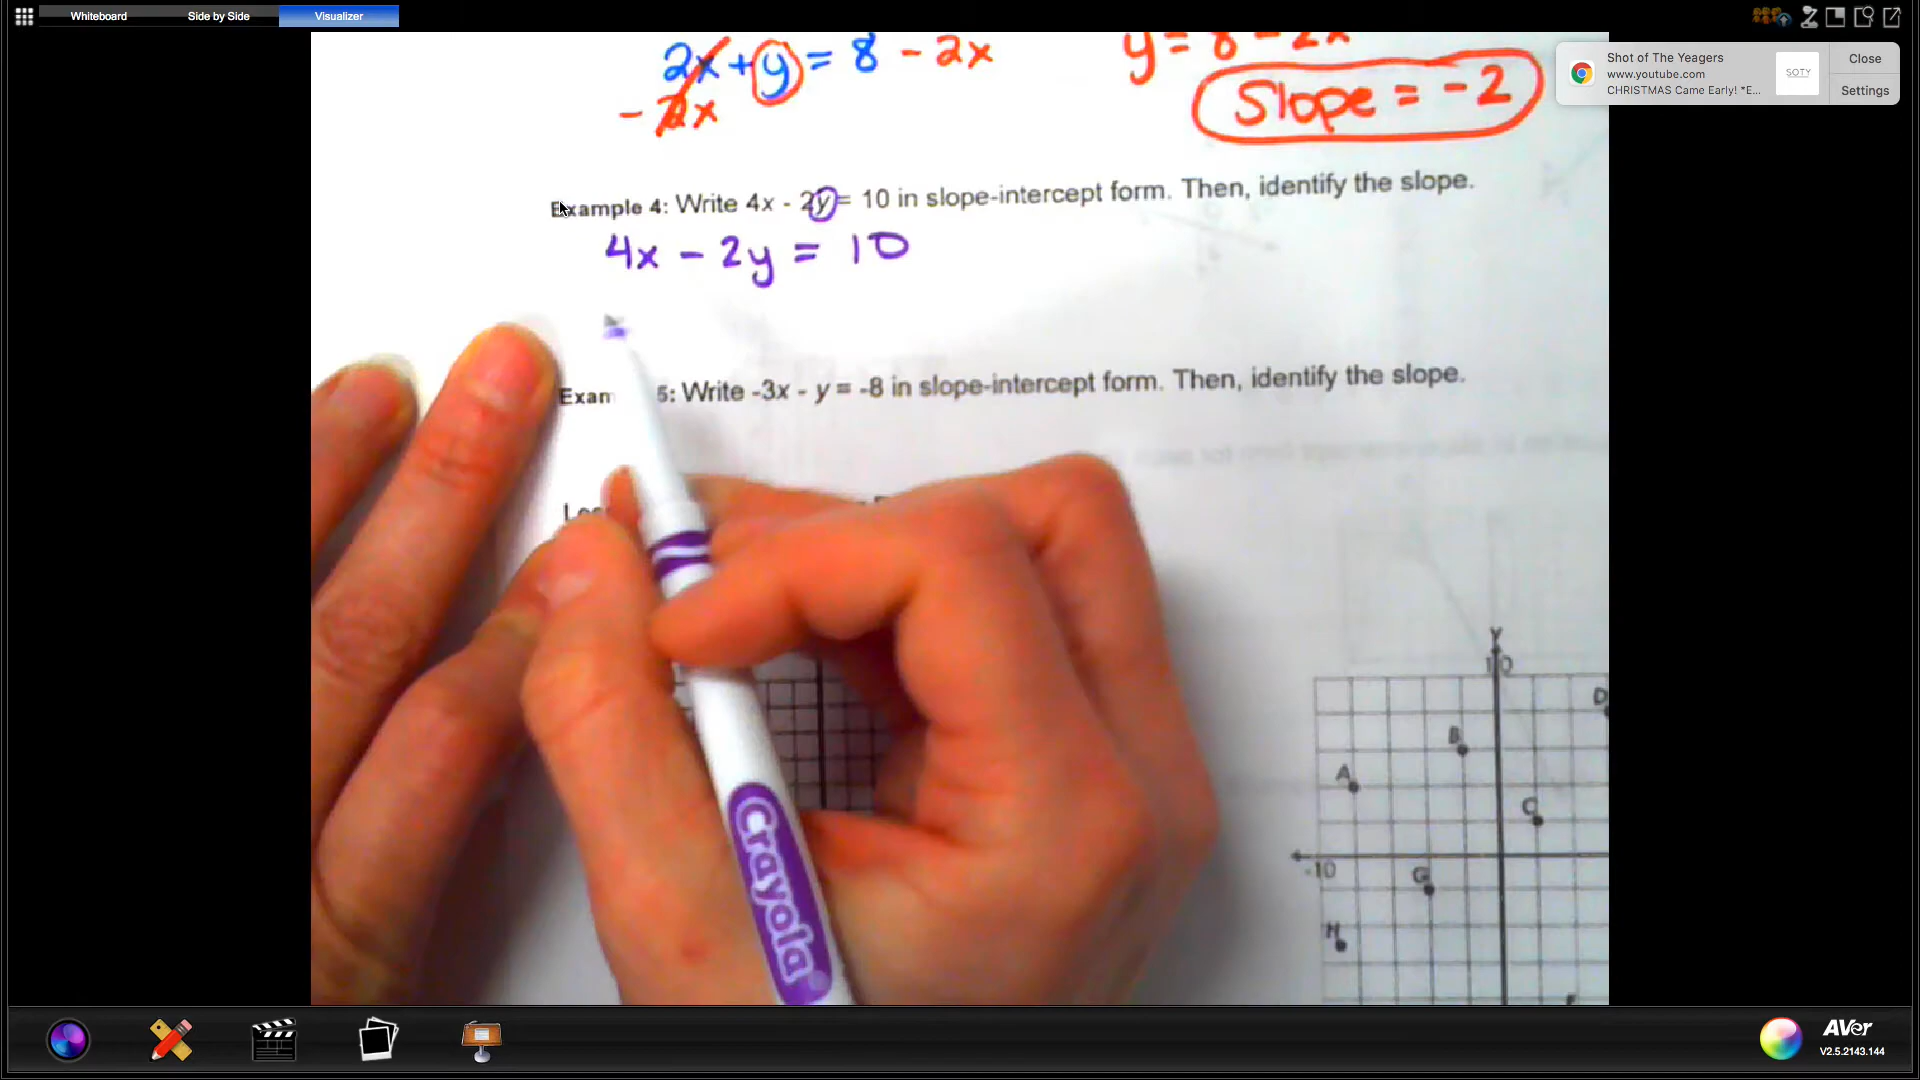 Whiteboard Side by Side Visualizer
Shot of The Yeagers
www.youtube.com
CHRISTMAS Came Early! *E...
SOTY
Close
Settings
2x + y = 8 - 2x
- 2x
y = 8 - 2x
Slope = -2
Example 4: Write 4x - 2y = 10 in slope-intercept form. Then, identify the slope.
4x - 2y = 10
Exam 5: Write -3x - y = -8 in slope-intercept form. Then, identify the slope.
Crayola
Y
10
D
B
A
C
-10
G
H
AVer
V2.5.2143.144